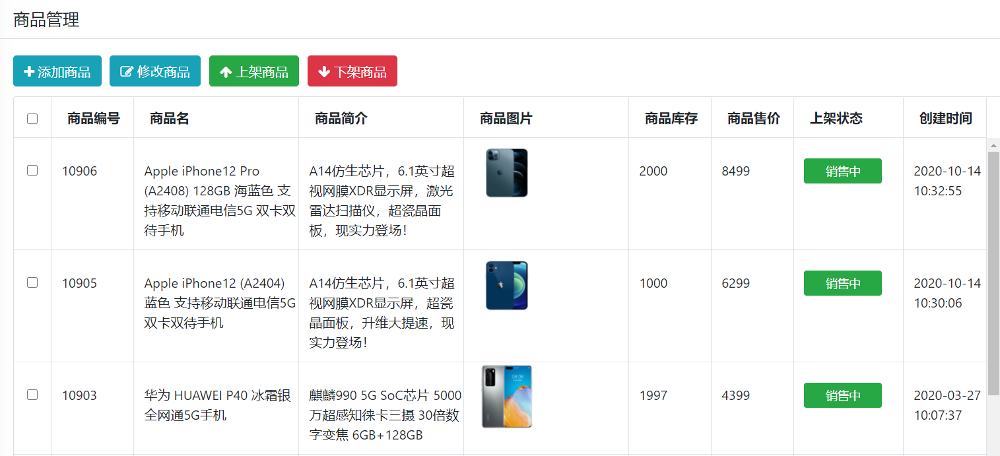 商品管理
添加商品 修改商品 上架商品 下架商品
商品编号 商品名 商品简介 商品图片 商品库存 商品售价 上架状态 创建时间
10906 Apple iPhone12 Pro A14仿生芯片，6.1英寸超 2000 8499 销售中 2020-10-14
(A2408) 128GB 海蓝色 支 视网膜XDR显示屏，激光 10:32:55
持移动联通电信5G 双卡双 雷达扫描仪，超瓷晶面
待手机 板，现实力登场！
10905 Apple iPhone12 (A2404) A14仿生芯片，6.1英寸超 1000 6299 销售中 2020-10-14
蓝色 支持移动联通电信5G 视网膜XDR显示屏，超瓷 10:30:06
双卡双待手机 晶面板，升维大提速，现
实力登场！
10903 华为 HUAWEI P40 冰霜银 麒麟990 5G SoC芯片 5000 1997 4399 销售中 2020-03-27
全网通5G手机 万超感知徕卡三摄 30倍数 10:07:37
字变焦 6GB+128GB